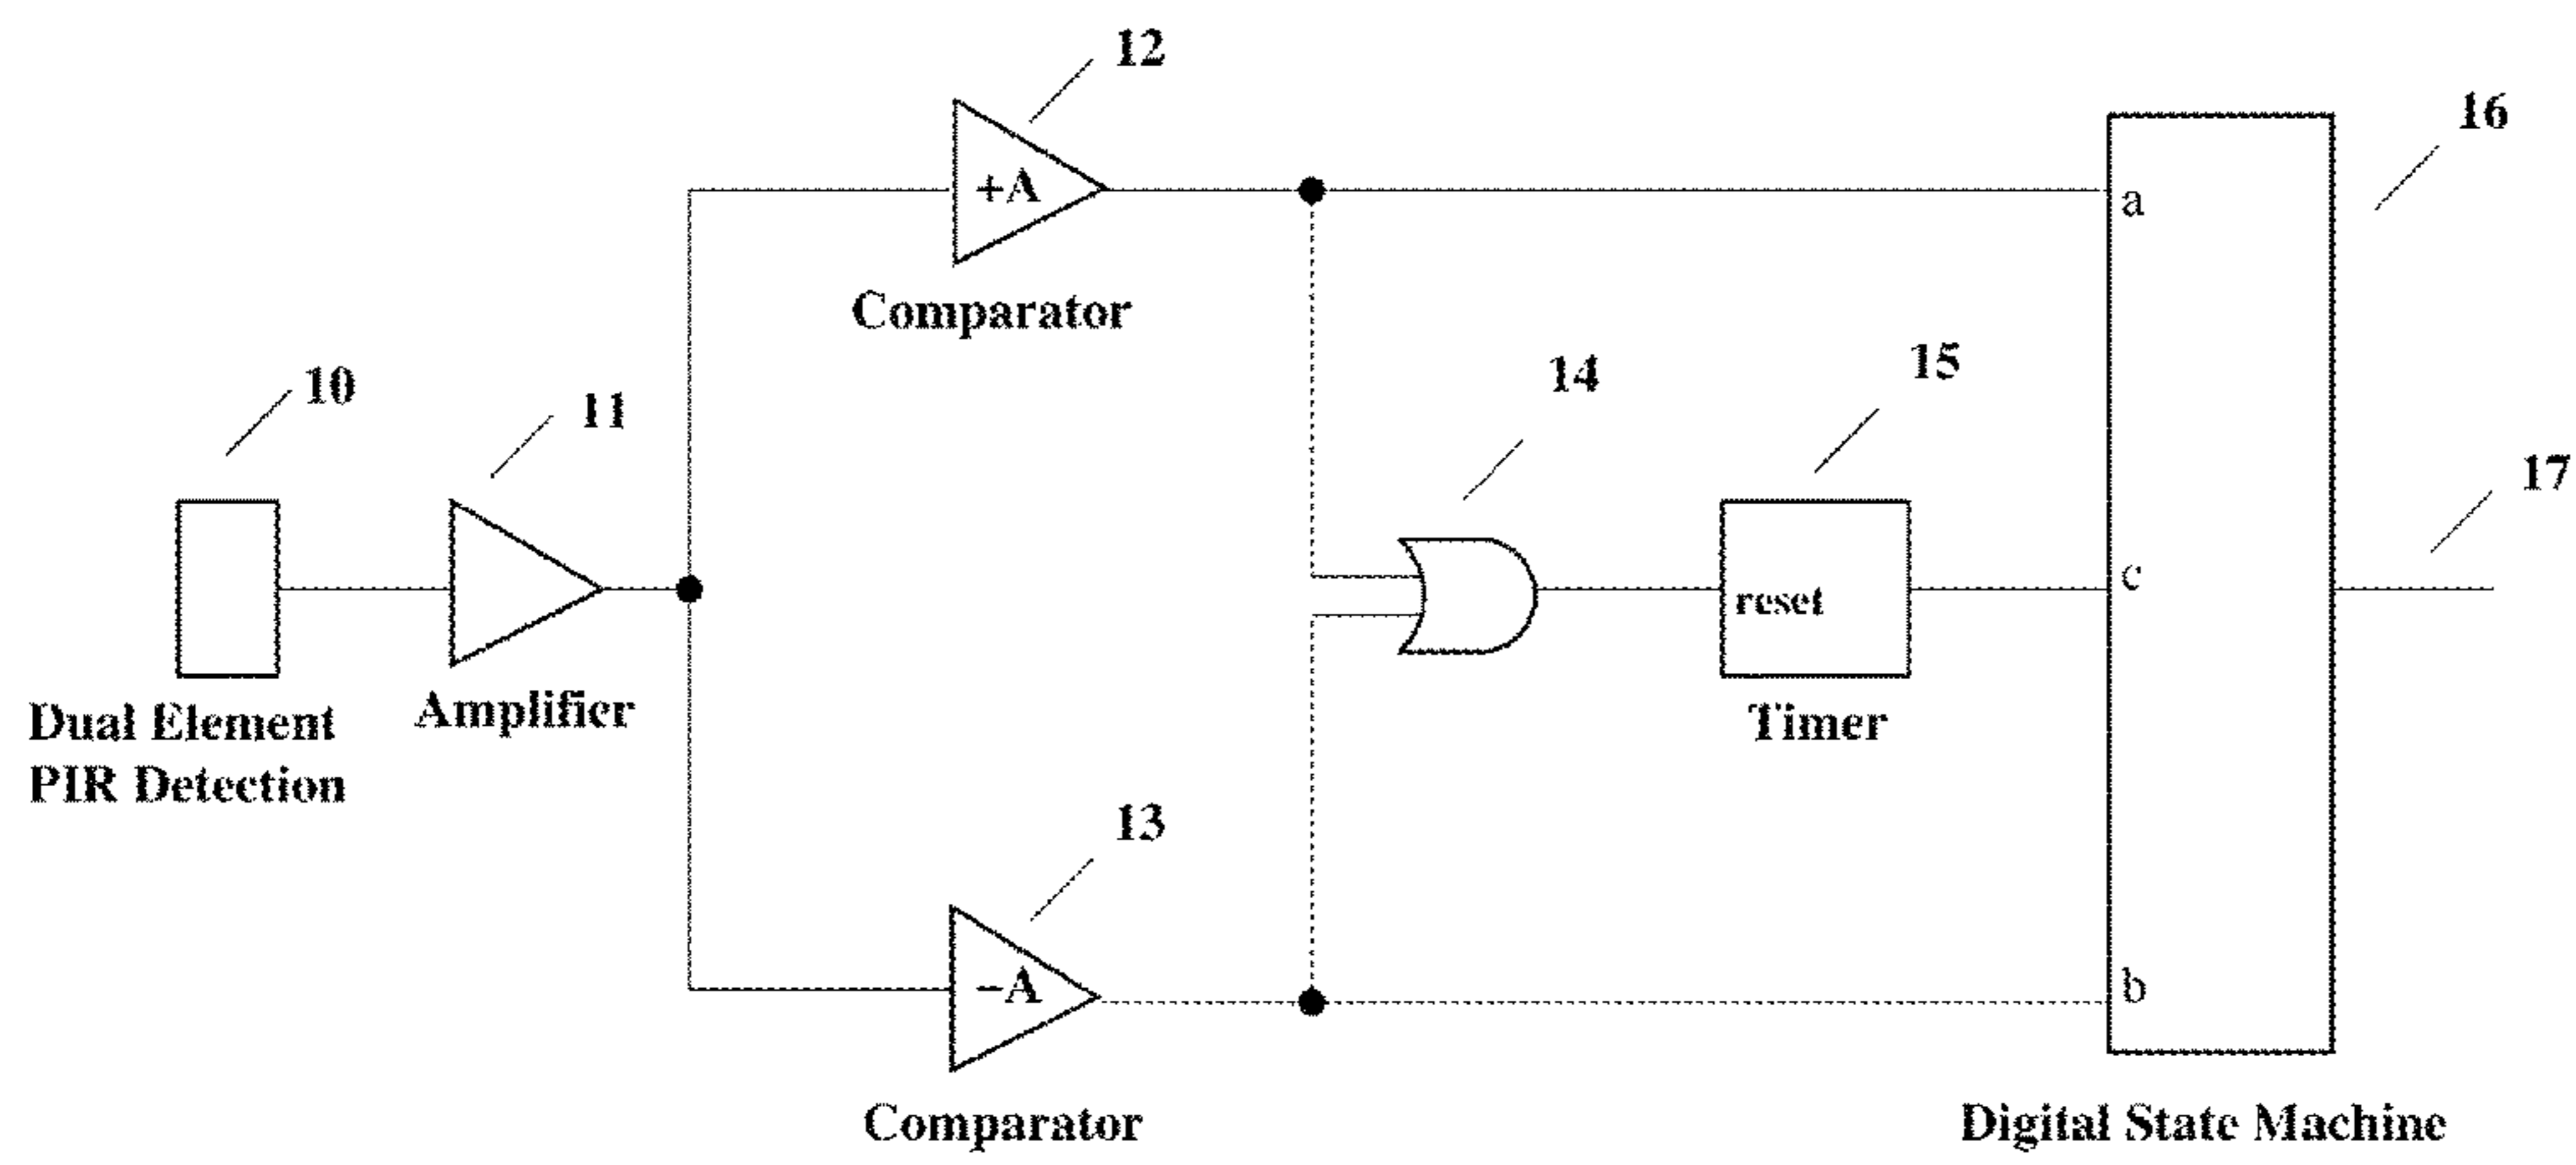 12
16
+A
a
Comparator
10
11
14
15
17
reset
c
Dual Element
PIR Detection
Amplifier
Timer
13
-A
b
Comparator
Digital State Machine